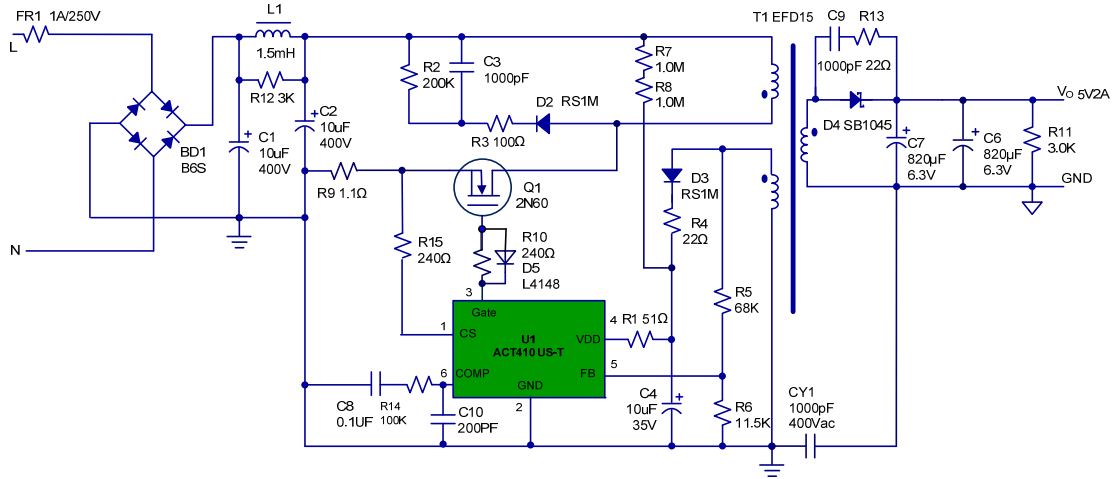 FR1 1A/250V
L
L1
1.5mH
R12 3K
C1
10uF
400V
C2
10uF
400V
BD1
B6S
N
R2
200K
C3
1000pF
R3 100Ω
D2 RS1M
R7
1.0M
R8
1.0M
T1 EFD15
C9 R13
1000pF 22Ω
D4 SB1045
Vo 5V2A
C7
820µF
6.3V
C6
820µF
6.3V
R11
3.0K
GND
R9 1.1Ω
Q1
2N60
D3
RS1M
R4
22Ω
R15
240Ω
R10
240Ω
D5
L4148
R5
68K
3
Gate
1
CS
U1
ACT410 US-T
4
VDD
R1 51Ω
5
FB
6
COMP
GND
2
C8
0.1UF
R14
100K
C10
200PF
C4
10uF
35V
R6
11.5K
CY1
1000pF
400Vac